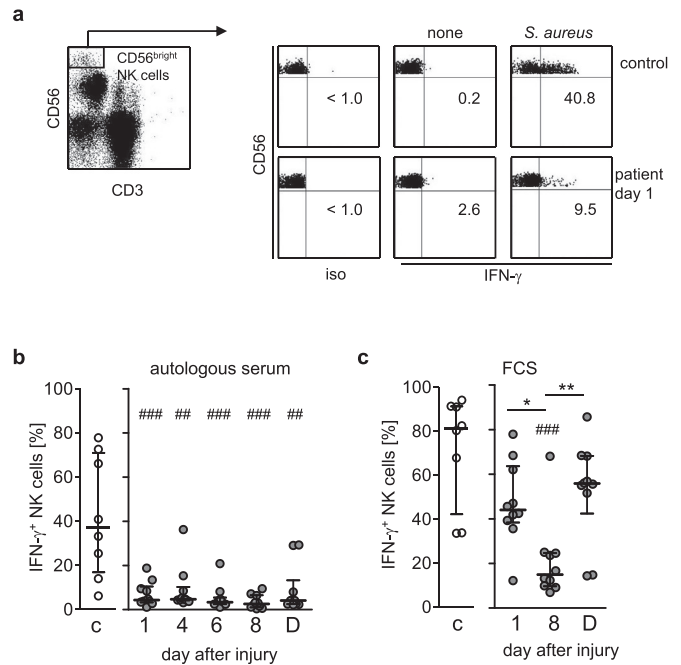 a
none
S. aureus
CD56bright
NK cells
CD56
CD3
CD56
< 1.0
0.2
40.8
control
< 1.0
2.6
9.5
patient
day 1
iso
IFN-γ
b
autologous serum
IFN-γ+ NK cells [%]
100
80
60
40
20
0
### ## ### ### ##
c 1 4 6 8 D
day after injury
c
FCS
IFN-γ+ NK cells [%]
100
80
60
40
20
0
* **
###
c 1 8 D
day after injury